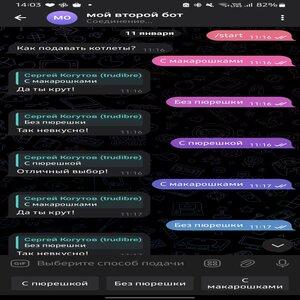 14:03
80%
МО
мой второй бот
Соединение...
11 января
/start
11:16
Как подавать котлеты?
11:16
С макарошками
11:16
Сергей Когутов (trudibre)
С макарошками
Да ты крут!
11:16
Без пюрешки
11:16
Сергей Когутов (trudibre)
Без пюрешки
Так невкусно!
11:16
С пюрешкой
11:16
Сергей Когутов (trudibre)
С пюрешкой
Отличный выбор!
11:16
С макарошками
11:17
Сергей Когутов (trudibre)
С макарошками
Да ты крут!
11:17
Без пюрешки
11:17
Сергей Когутов (trudibre)
Без пюрешки
Так невкусно!
11:17
GIF
Выберите способ подачи
С пюрешкой
Без пюрешки
С
макарошками